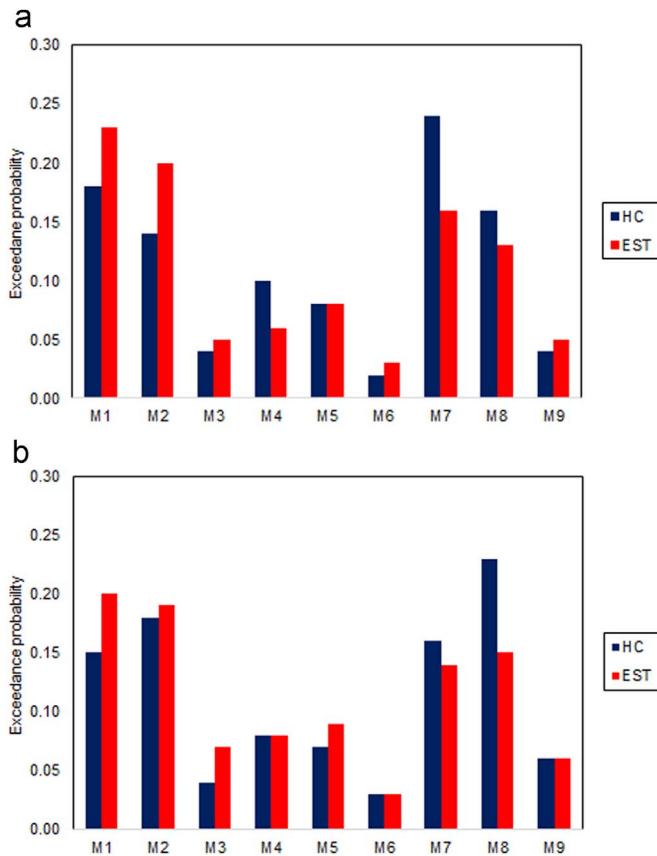 a
0.30
0.25
0.20
0.15
0.10
0.05
0.00
Exceedane probability
M1 M2 M3 M4 M5 M6 M7 M8 M9
HC
EST
b
0.30
0.25
0.20
0.15
0.10
0.05
0.00
Exceedance probability
M1 M2 M3 M4 M5 M6 M7 M8 M9
HC
EST